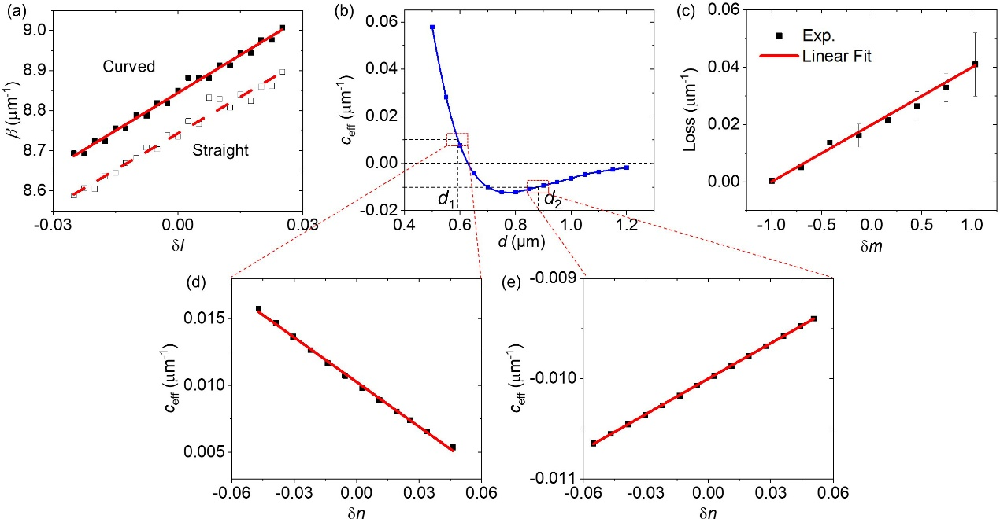 (a)
9.0
8.9
8.8
8.7
8.6
β (μm⁻¹)
Curved
Straight
-0.03 0.00 0.03
δl
(b)
0.06
0.04
0.02
0.00
-0.02
c_eff (μm⁻¹)
d₁ d₂
0.4 0.6 0.8 1.0 1.2
d (μm)
(c)
0.06
0.04
0.02
0.00
Loss (μm⁻¹)
Exp.
Linear Fit
-1.0 -0.5 0.0 0.5 1.0
δm
(d)
0.015
0.010
0.005
c_eff (μm⁻¹)
-0.06 -0.03 0.00 0.03 0.06
δn
(e)
-0.009
-0.010
-0.011
c_eff (μm⁻¹)
-0.06 -0.03 0.00 0.03 0.06
δn